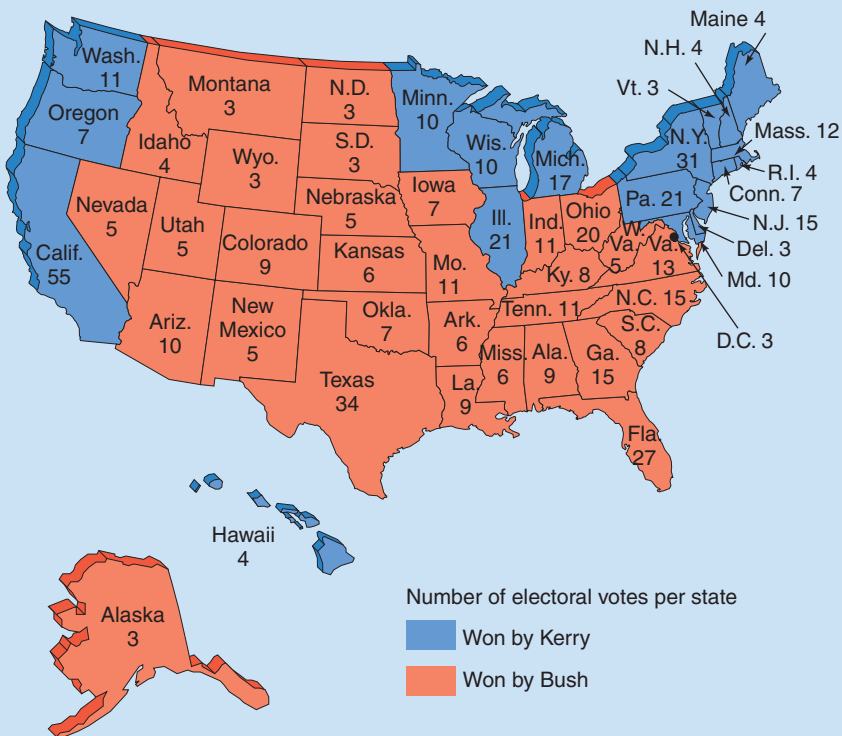 Maine 4
N.H. 4
Vt. 3
Wash.
11
Montana
3
N.D.
3
Minn.
10
Oregon
7
Idaho
4
S.D.
3
Wis.
10
Mich.
17
N.Y.
31
Mass. 12
R.I. 4
Conn. 7
Wyo.
3
Nebraska
5
Iowa
7
Pa. 21
N.J. 15
Del. 3
Md. 10
D.C. 3
Nevada
5
Utah
5
Colorado
9
Kansas
6
Mo.
11
Ill.
21
Ind.
11
Ohio
20
W.
Va.
5
Va.
13
Calif.
55
Ky. 8
N.C. 15
Tenn. 11
S.C.
8
Ariz.
10
New
Mexico
5
Okla.
7
Ark.
6
Miss.
6
Ala.
9
Ga.
15
Texas
34
La.
9
Fla.
27
Hawaii
4
Alaska
3
Number of electoral votes per state
Won by Kerry
Won by Bush